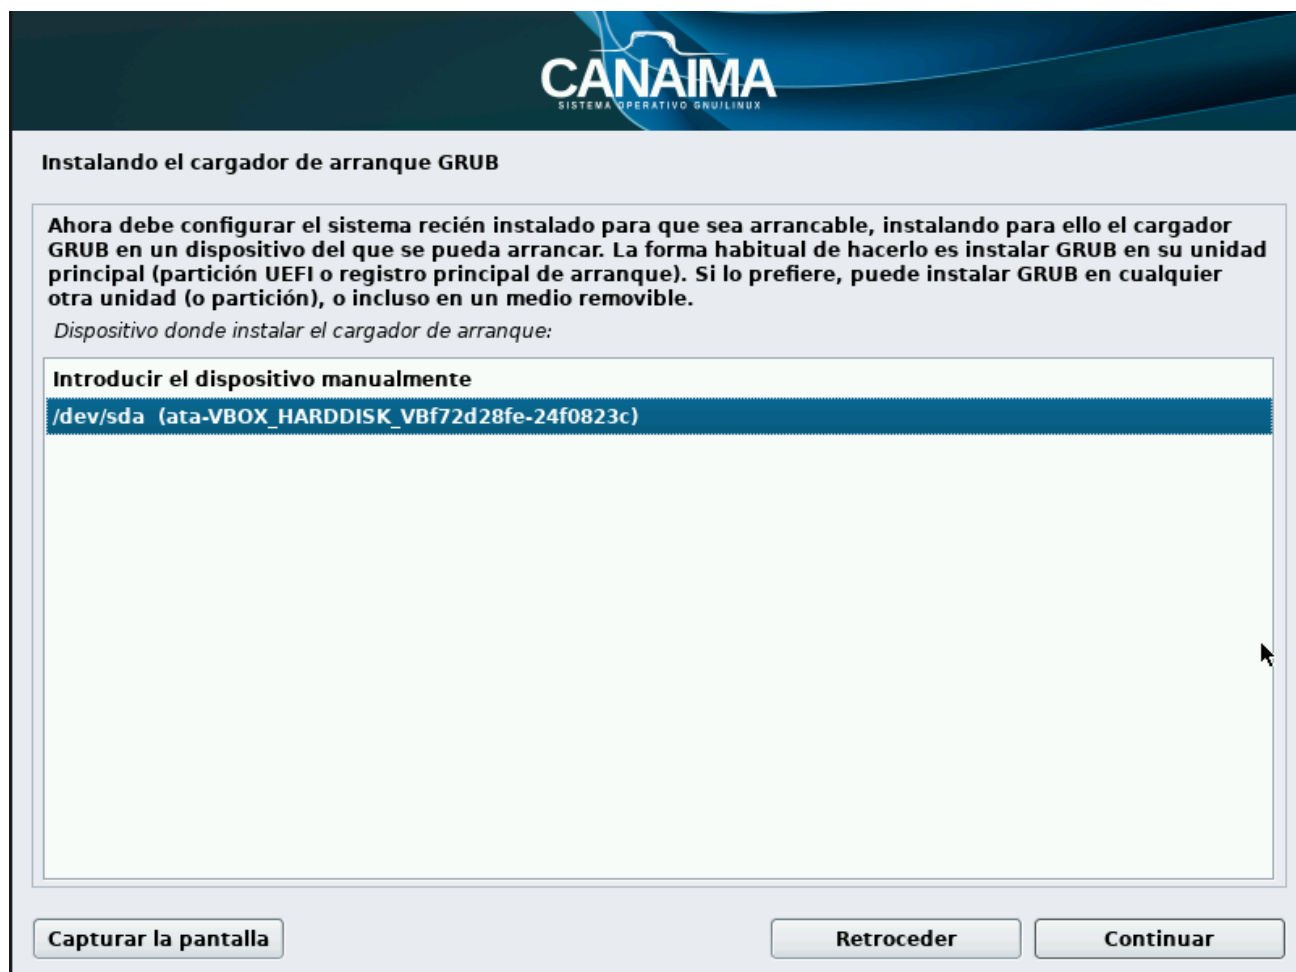 CANAIMA
SISTEMA OPERATIVO GNU/LINUX
Instalando el cargador de arranque GRUB
Ahora debe configurar el sistema recién instalado para que sea arrancable, instalando para ello el cargador
GRUB en un dispositivo del que se pueda arrancar. La forma habitual de hacerlo es instalar GRUB en su unidad
principal (partición UEFI o registro principal de arranque). Si lo prefiere, puede instalar GRUB en cualquier
otra unidad (o partición), o incluso en un medio removible.
Dispositivo donde instalar el cargador de arranque:
Introducir el dispositivo manualmente
/dev/sda  (ata-VBOX_HARDDISK_VBf72d28fe-24f0823c)
Capturar la pantalla
Retroceder
Continuar